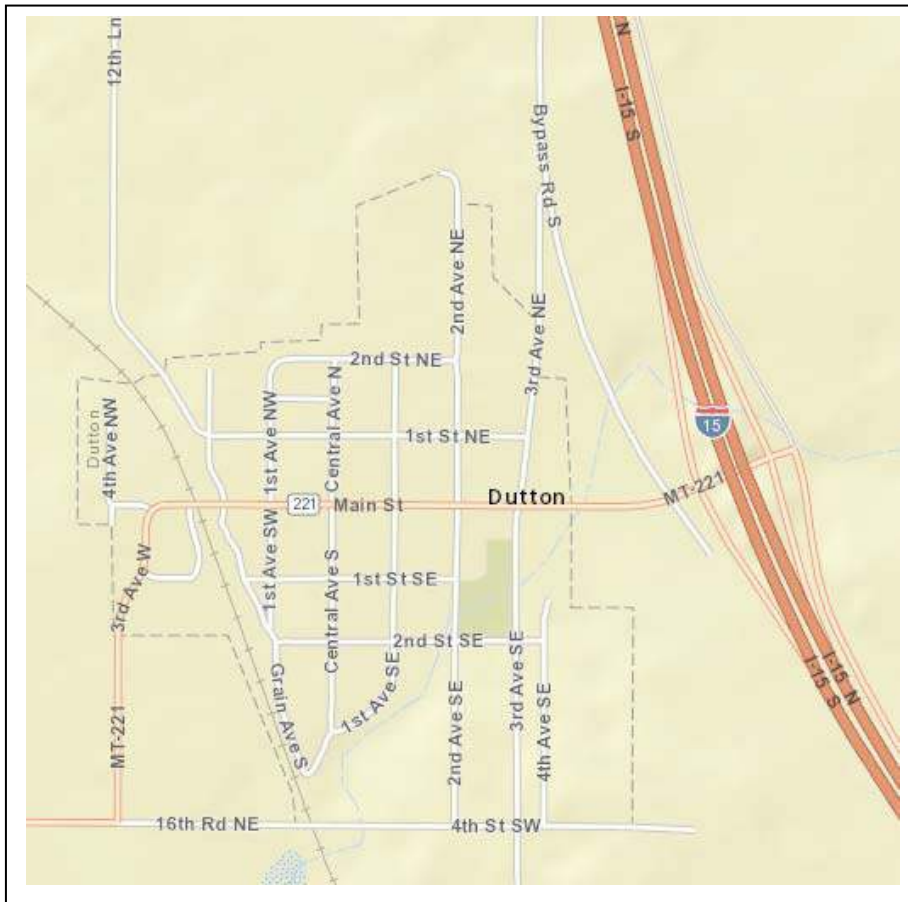 12th Ln
N
I-15 S
Bypass Rd S
2nd Ave NE
3rd Ave NE
2nd St NE
Central Ave N
1st Ave NW
Dutton
4th Ave NW
1st St NE
15
MT-221
221
Main St
Dutton
1st Ave SW
Central Ave S
1st St SE
3rd Ave W
2nd St SE
Grain Ave S
1st Ave SE
2nd Ave SE
3rd Ave SE
4th Ave SE
I-15 N
I-15 S
MT-221
16th Rd NE
4th St SW